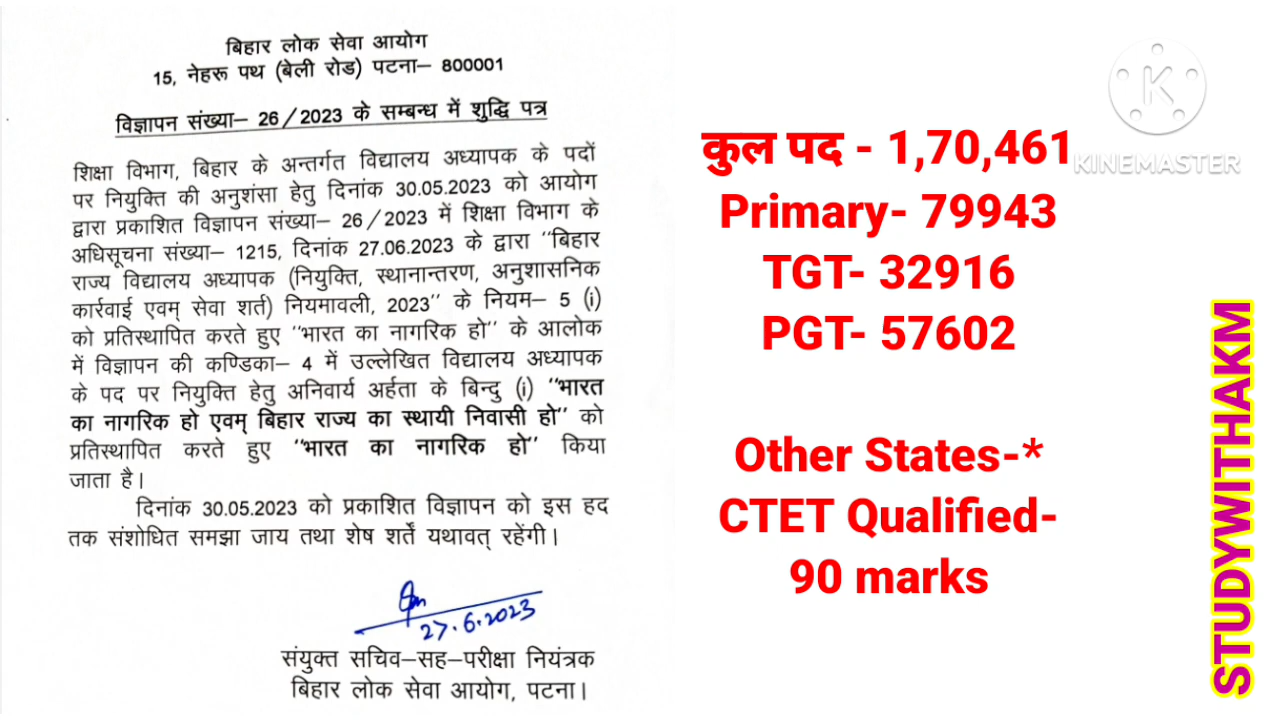 बिहार लोक सेवा आयोग
15, नेहरू पथ (बेली रोड) पटना– 800001
विज्ञापन संख्या– 26/2023 के सम्बन्ध में शुद्धि पत्र
शिक्षा विभाग, बिहार के अन्तर्गत विद्यालय अध्यापक के पदों
पर नियुक्ति की अनुशंसा हेतु दिनांक 30.05.2023 को आयोग
द्वारा प्रकाशित विज्ञापन संख्या– 26/2023 में शिक्षा विभाग के
अधिसूचना संख्या– 1215, दिनांक 27.06.2023 के द्वारा "बिहार
राज्य विद्यालय अध्यापक (नियुक्ति, स्थानान्तरण, अनुशासनिक
कार्रवाई एवम् सेवा शर्त) नियमावली, 2023" के नियम– 5 (i)
को प्रतिस्थापित करते हुए "भारत का नागरिक हो" के आलोक
में विज्ञापन की कण्डिका– 4 में उल्लेखित विद्यालय अध्यापक
के पद पर नियुक्ति हेतु अनिवार्य अर्हता के बिन्दु (i) "भारत
का नागरिक हो एवम् बिहार राज्य का स्थायी निवासी हो" को
प्रतिस्थापित करते हुए "भारत का नागरिक हो" किया
जाता है।
दिनांक 30.05.2023 को प्रकाशित विज्ञापन को इस हद
तक संशोधित समझा जाय तथा शेष शर्तें यथावत् रहेंगी।
27.6.2023
संयुक्त सचिव–सह–परीक्षा नियंत्रक
बिहार लोक सेवा आयोग, पटना।
K
KINEMASTER
कुल पद - 1,70,461
Primary- 79943
TGT- 32916
PGT- 57602
Other States-*
CTET Qualified-
90 marks
STUDYWITHAKM